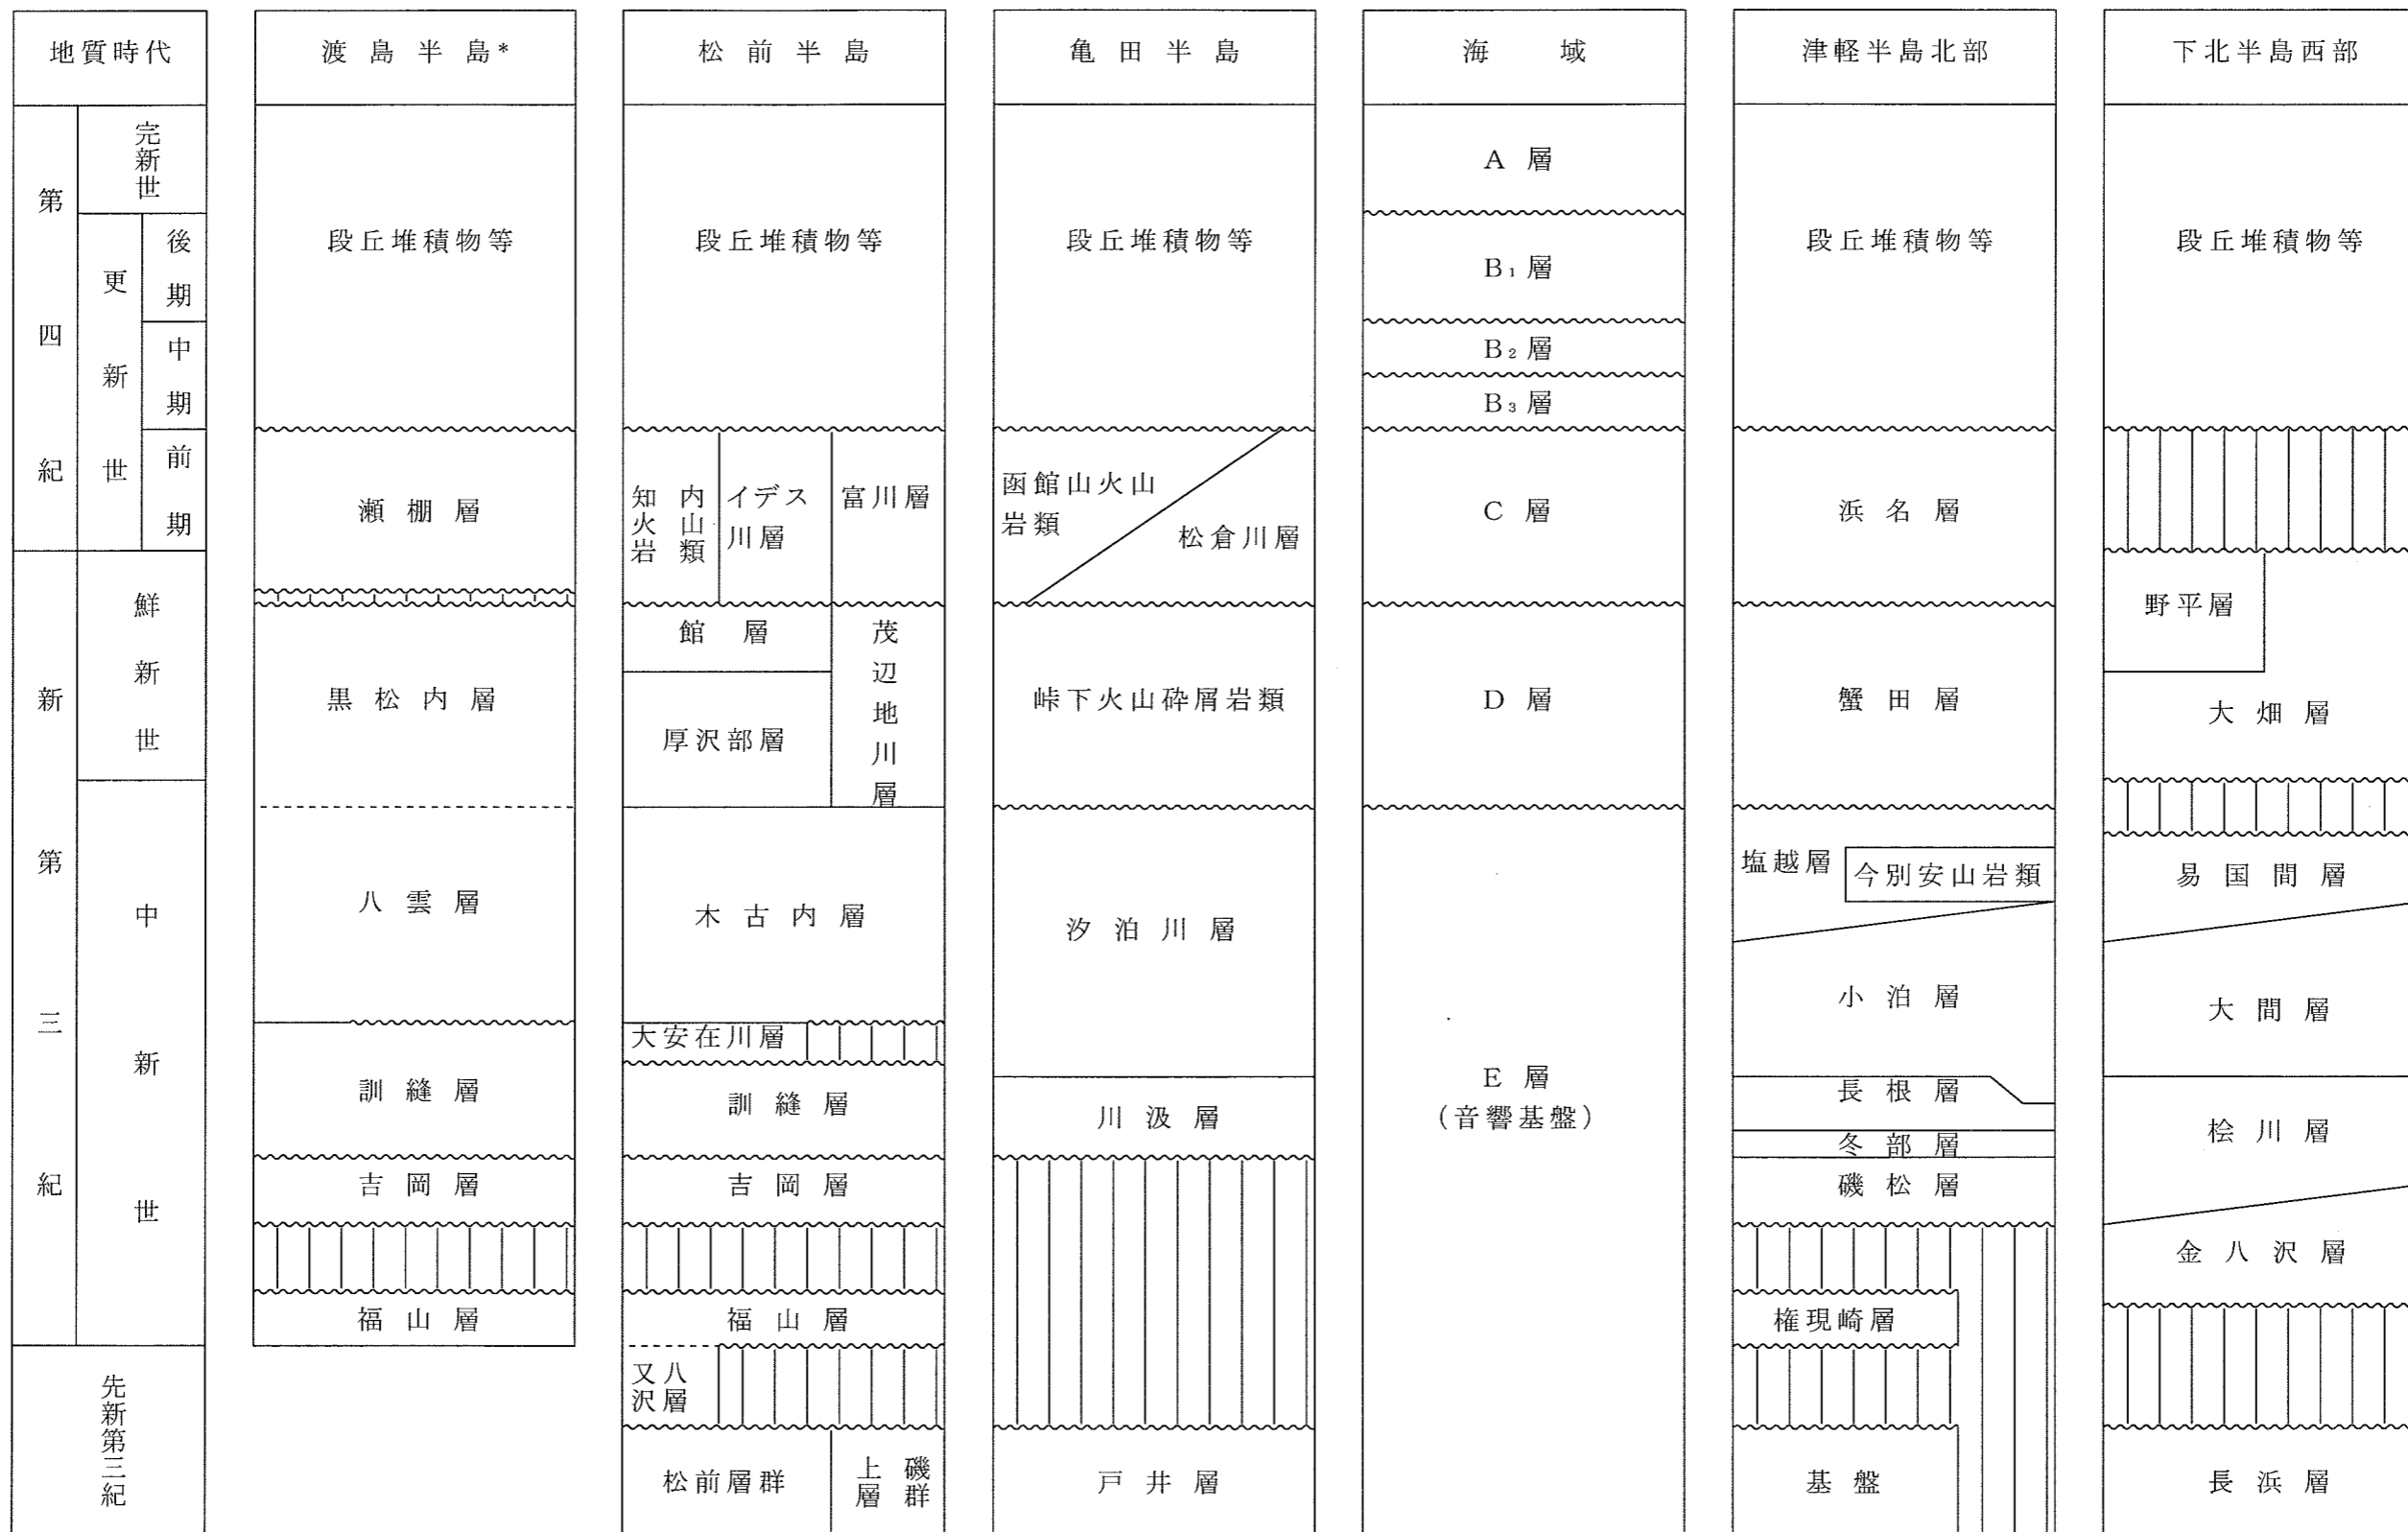 地質時代
渡島半島*
松前半島
亀田半島
海域
津軽半島北部
下北半島西部
第四紀
完新世
更新世
後期
中期
前期
新第三紀
鮮新世
中新世
先新第三紀
段丘堆積物等
瀬棚層
黒松内層
八雲層
訓縫層
吉岡層
福山層
段丘堆積物等
知内
火山
岩類
イデス
川層
富川層
館層
厚沢部層
茂辺地川層
木古内層
大安在川層
訓縫層
吉岡層
福山層
又八
沢層
松前層群
上磯
層群
段丘堆積物等
函館山火山
岩類
松倉川層
峠下火山砕屑岩類
汐泊川層
川汲層
戸井層
A層
B₁層
B₂層
B₃層
C層
D層
E層
(音響基盤)
段丘堆積物等
浜名層
蟹田層
塩越層
今別安山岩類
小泊層
長根層
冬部層
磯松層
権現崎層
基盤
段丘堆積物等
野平層
大畑層
易国間層
大間層
桧川層
金八沢層
長浜層